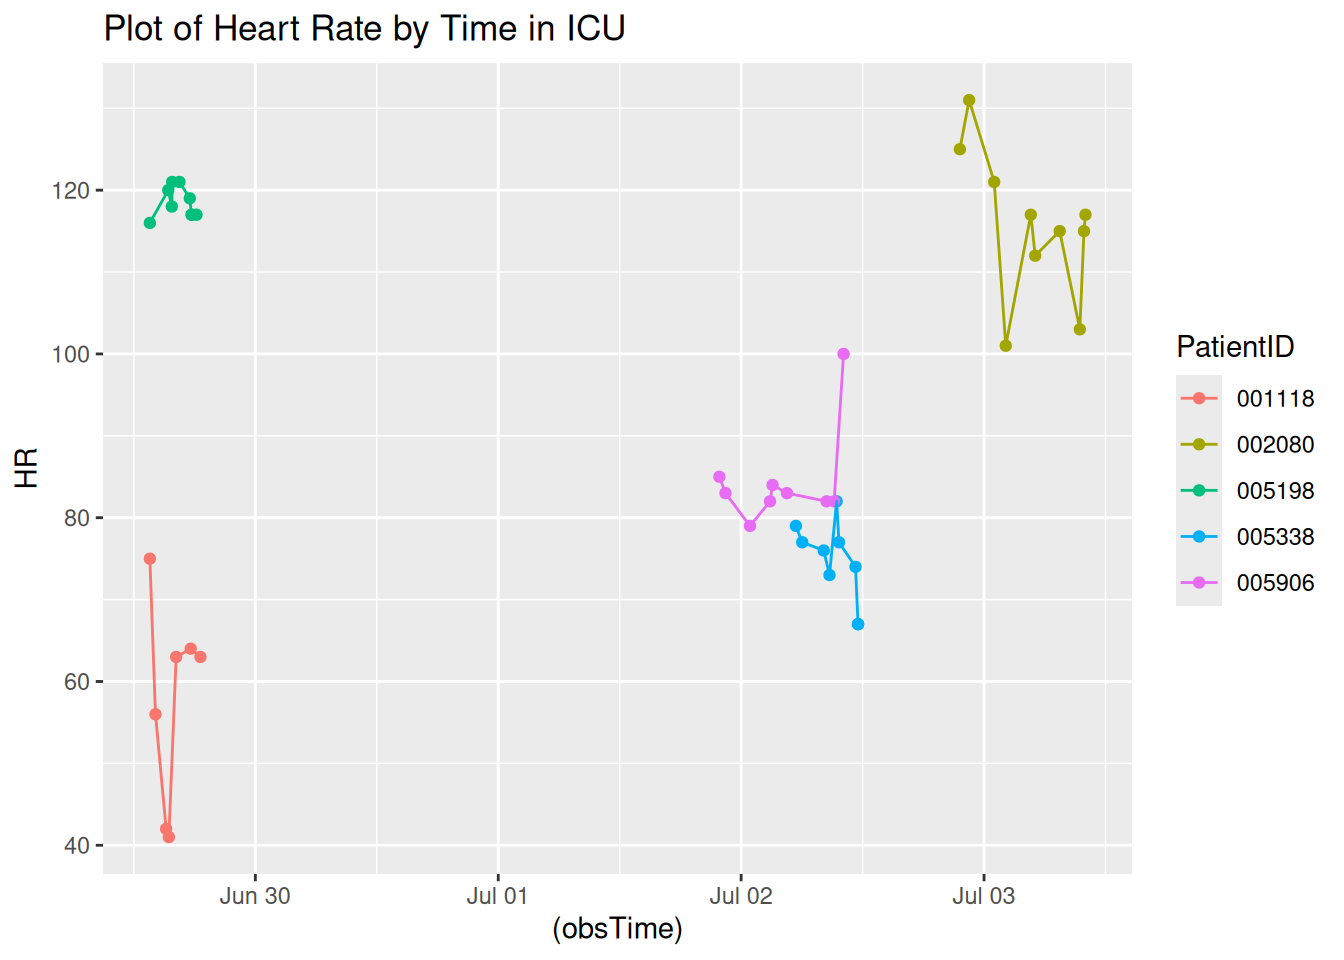 Plot of Heart Rate by Time in ICU
HR
120
100
80
60
40
Jun 30
Jul 01
Jul 02
Jul 03
(obsTime)
PatientID
001118
002080
005198
005338
005906